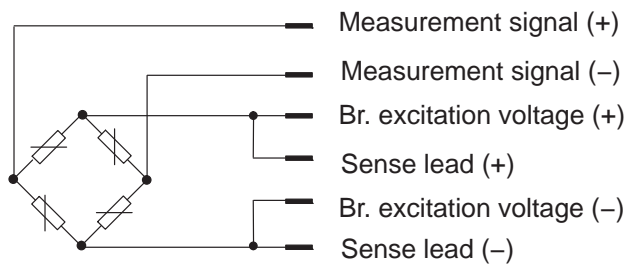 Measurement signal (+)
Measurement signal (−)
Br. excitation voltage (+)
Sense lead (+)
Br. excitation voltage (−)
Sense lead (−)